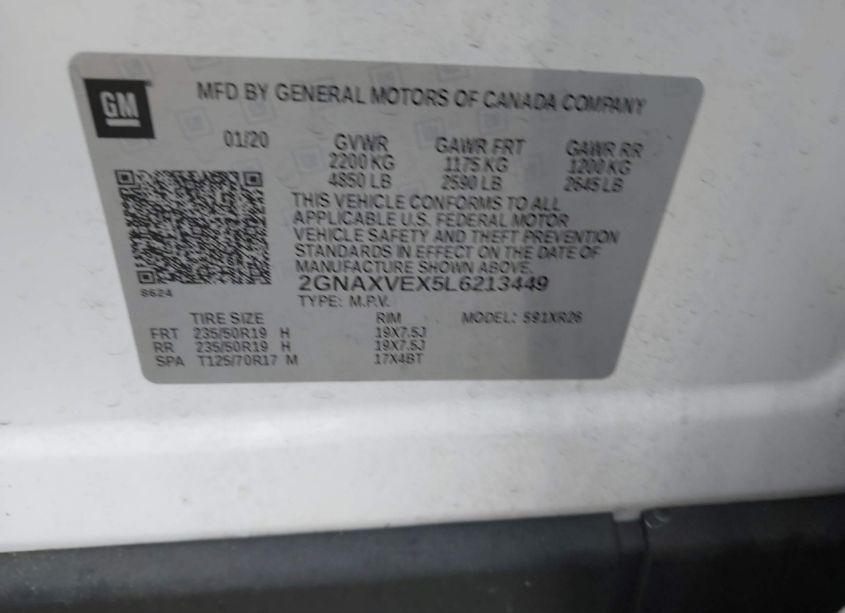 GM
MFD BY GENERAL MOTORS OF CANADA COMPANY
01/20 GVWR GAWR FRT GAWR RR
2200 KG 1175 KG 1200 KG
4850 LB 2590 LB 2645 LB
THIS VEHICLE CONFORMS TO ALL
APPLICABLE U.S. FEDERAL MOTOR
VEHICLE SAFETY AND THEFT PREVENTION
STANDARDS IN EFFECT ON THE DATE OF
MANUFACTURE SHOWN ABOVE.
8624
2GNAXVEX5L6213449
TYPE: M.P.V.
TIRE SIZE RIM MODEL: 591XR26
FRT 235/50R19 H 19X7.5J
RR 235/50R19 H 19X7.5J
SPA T125/70R17 M 17X4BT